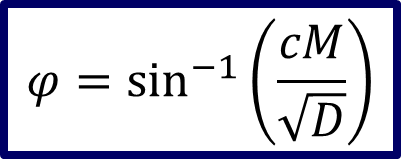 φ = sin⁻¹ (cM / √D)